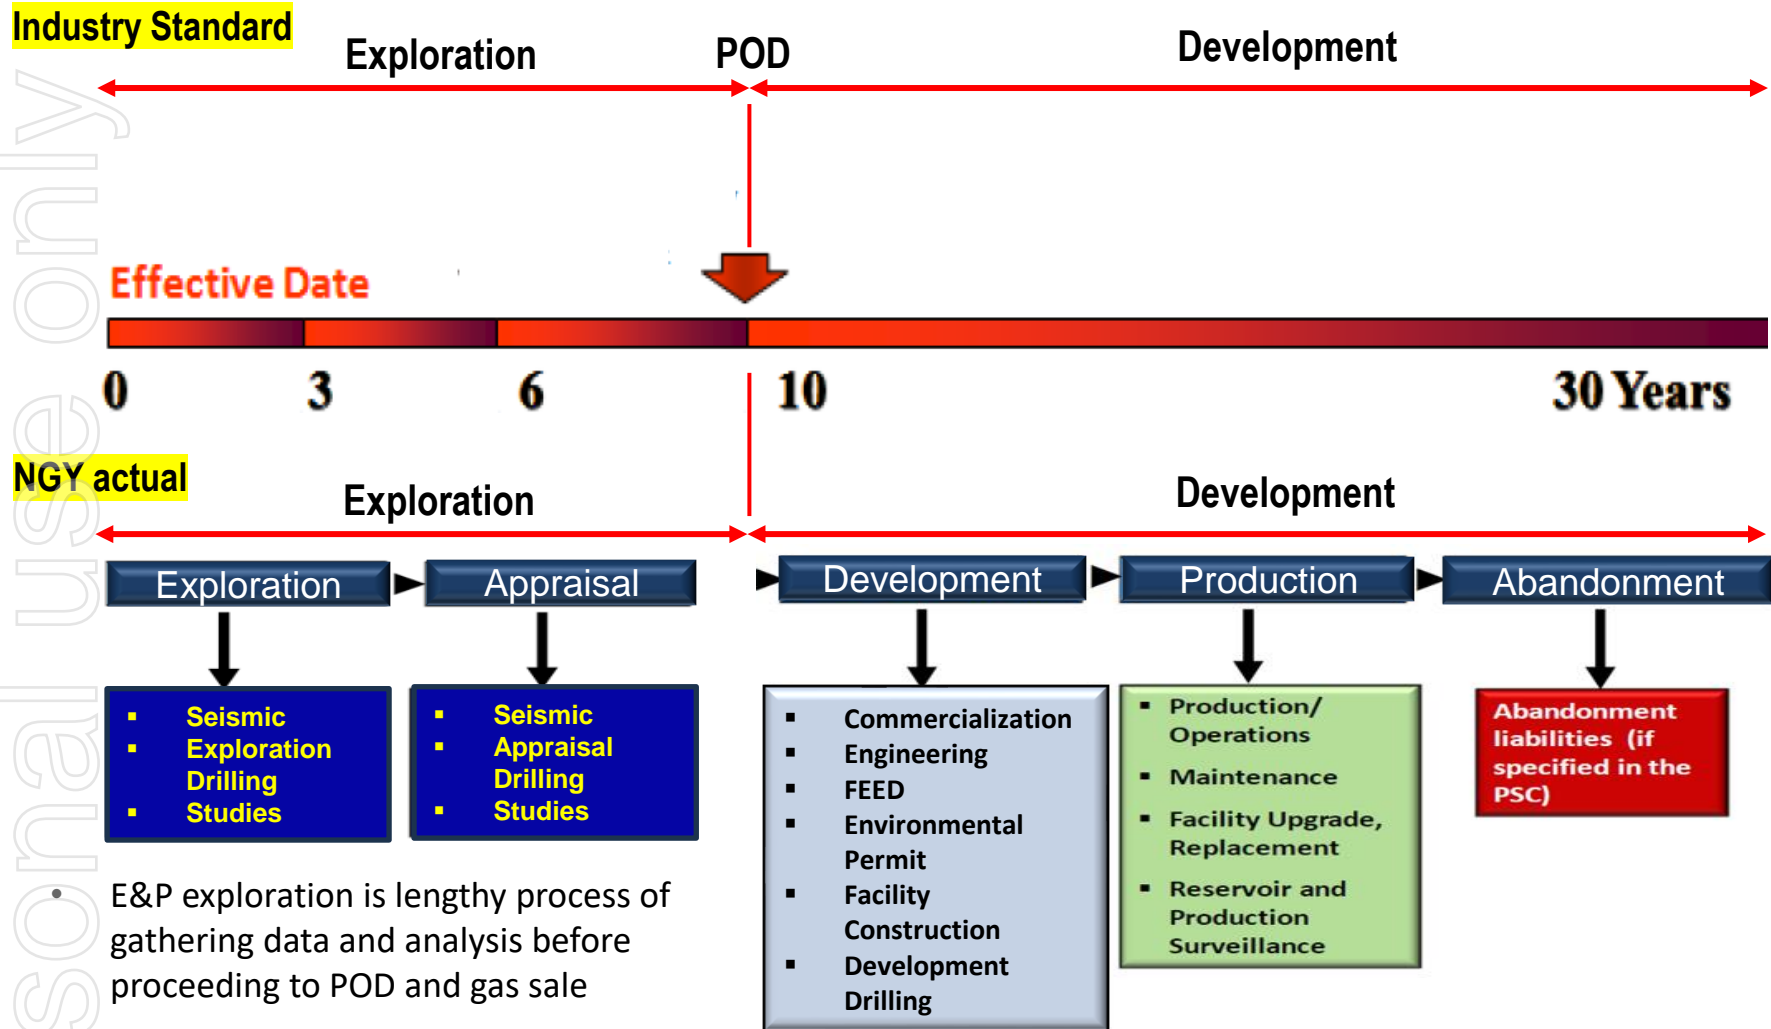 Industry Standard
Exploration
POD
Development
Effective Date
0
3
6
10
30 Years
NGY actual
Exploration
Development
Exploration
Appraisal
Development
Production
Abandonment
▪ Seismic
▪ Exploration
Drilling
▪ Studies
▪ Seismic
▪ Appraisal
Drilling
▪ Studies
▪ Commercialization
▪ Engineering
▪ FEED
▪ Environmental
Permit
▪ Facility
Construction
▪ Development
Drilling
▪ Production/
Operations
▪ Maintenance
▪ Facility Upgrade,
Replacement
▪ Reservoir and
Production
Surveillance
Abandonment
liabilities (if
specified in the
PSC)
• E&P exploration is lengthy process of
gathering data and analysis before
proceeding to POD and gas sale
sonal use only